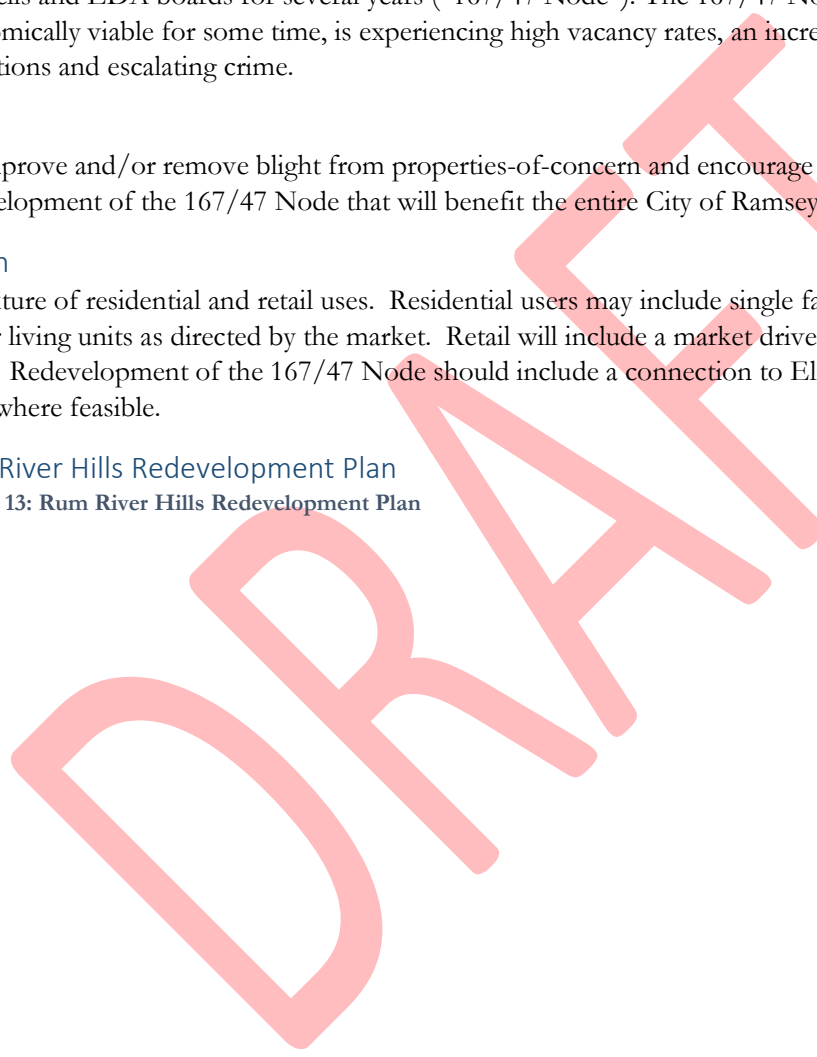 ells and EDA boards for several years ("167/47 Node"). The 167/47 No
omically viable for some time, is experiencing high vacancy rates, an incre
tions and escalating crime.
prove and/or remove blight from properties-of-concern and encourage
elopment of the 167/47 Node that will benefit the entire City of Ramsey
n
ture of residential and retail uses. Residential users may include single fa
r living units as directed by the market. Retail will include a market drive
Redevelopment of the 167/47 Node should include a connection to El
where feasible.
River Hills Redevelopment Plan
13: Rum River Hills Redevelopment Plan
DRAFT